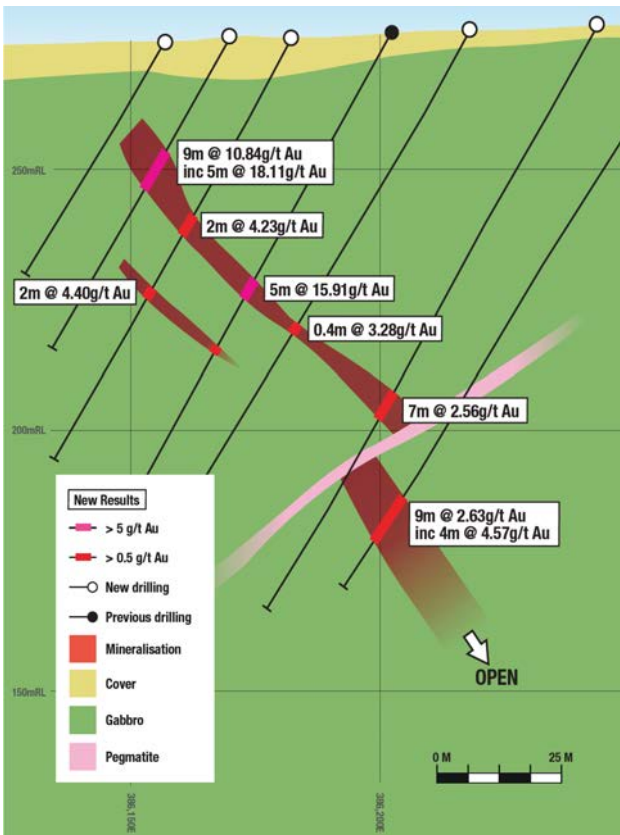 250mRL
9m @ 10.84g/t Au
inc 5m @ 18.11g/t Au
2m @ 4.23g/t Au
2m @ 4.40g/t Au
5m @ 15.91g/t Au
0.4m @ 3.28g/t Au
7m @ 2.56g/t Au
200mRL
9m @ 2.63g/t Au
inc 4m @ 4.57g/t Au
New Results
> 5 g/t Au
> 0.5 g/t Au
New drilling
Previous drilling
Mineralisation
Cover
Gabbro
Pegmatite
OPEN
150mRL
0 M
25 M
386,150E
386,200E